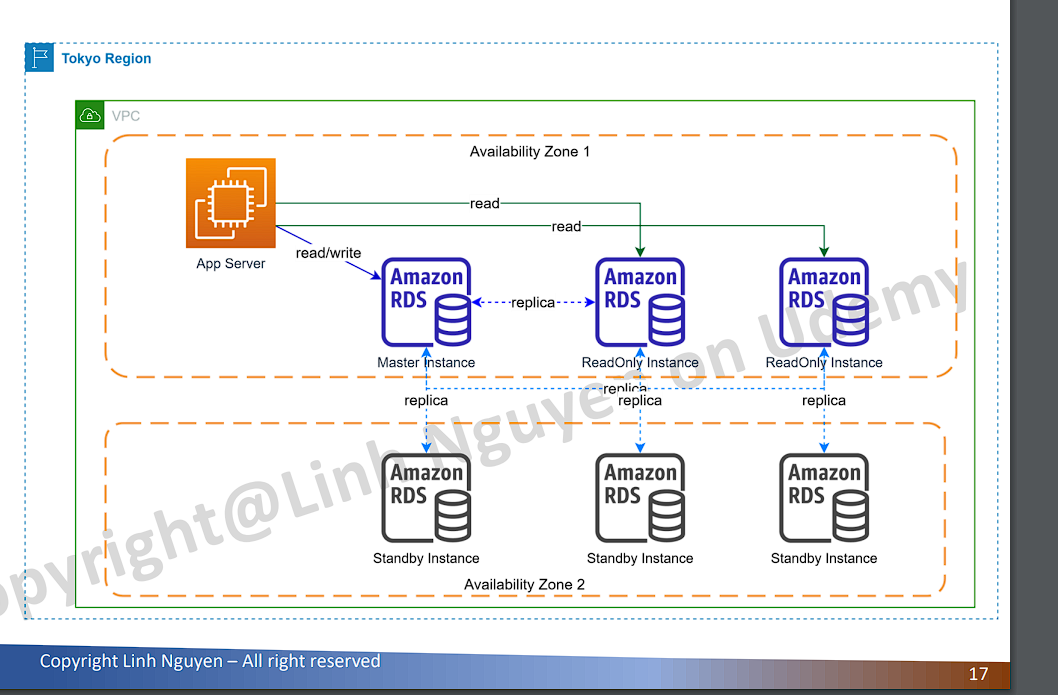 Tokyo Region
VPC
Availability Zone 1
read
read
read/write
App Server
Amazon
RDS
Amazon
RDS
Amazon
RDS
replica
Master Instance
ReadOnly Instance
ReadOnly Instance
replica
replica
replica
replica
Amazon
RDS
Amazon
RDS
Amazon
RDS
Standby Instance
Standby Instance
Standby Instance
Availability Zone 2
opyright@Linh Nguyen on Udemy
Copyright Linh Nguyen – All right reserved
17